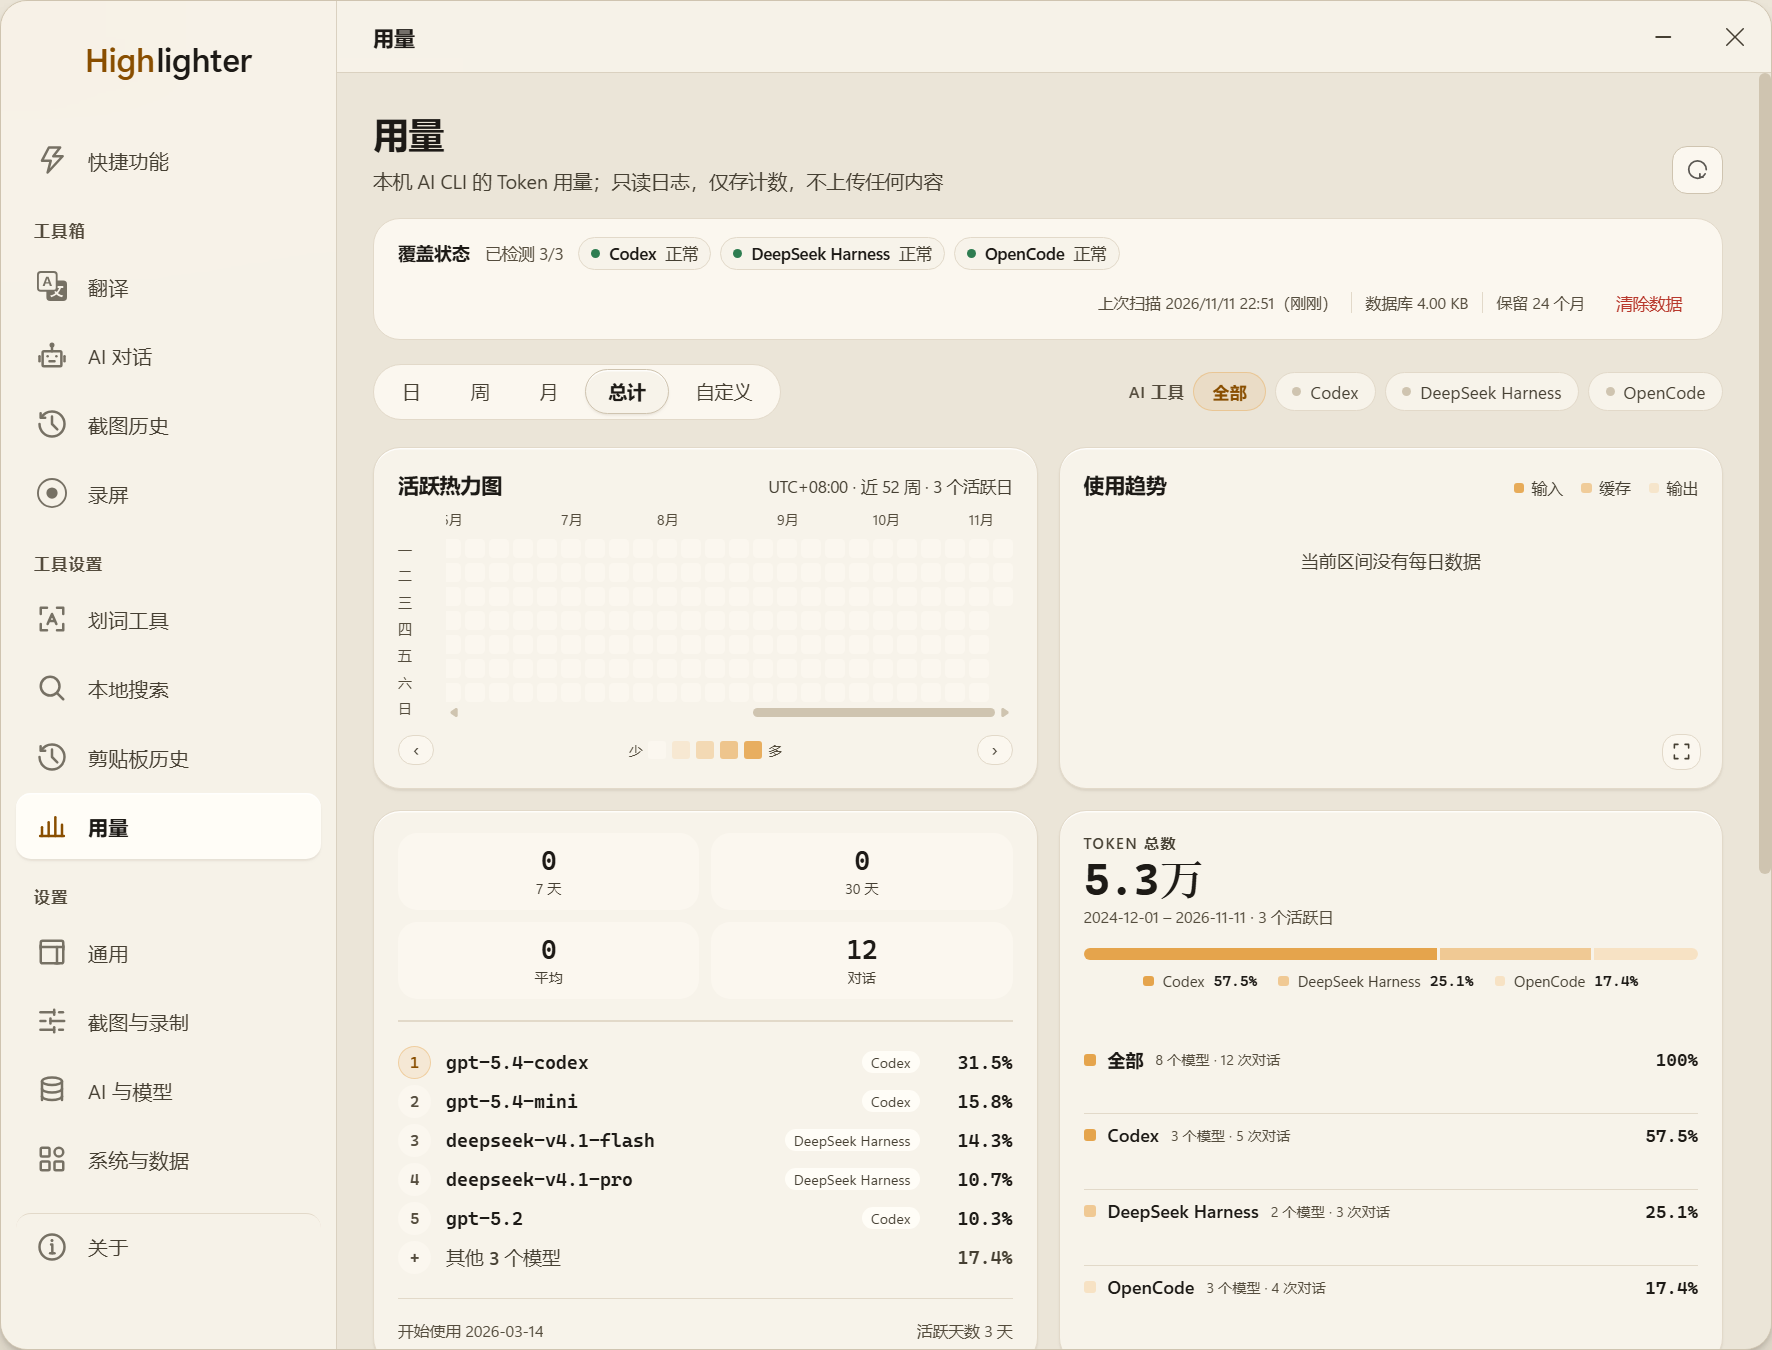 Highlighter
快捷功能
工具箱
翻译
AI 对话
截图历史
录屏
工具设置
划词工具
本地搜索
剪贴板历史
用量
设置
通用
截图与录制
AI 与模型
系统与数据
关于
用量
用量
本机 AI CLI 的 Token 用量；只读日志，仅存计数，不上传任何内容
覆盖状态 已检测 3/3 Codex 正常 DeepSeek Harness 正常 OpenCode 正常
上次扫描 2026/11/11 22:51（刚刚） 数据库 4.00 KB 保留 24 个月 清除数据
日 周 月 总计 自定义
AI 工具 全部 Codex DeepSeek Harness OpenCode
活跃热力图 UTC+08:00 · 近 52 周 · 3 个活跃日
月 7月 8月 9月 10月 11月
一
二
三
四
五
六
日
‹ 少 多 ›
使用趋势 输入 缓存 输出
当前区间没有每日数据
0
7 天
0
30 天
0
平均
12
对话
1 gpt-5.4-codex Codex 31.5%
2 gpt-5.4-mini Codex 15.8%
3 deepseek-v4.1-flash DeepSeek Harness 14.3%
4 deepseek-v4.1-pro DeepSeek Harness 10.7%
5 gpt-5.2 Codex 10.3%
+ 其他 3 个模型 17.4%
开始使用 2026-03-14 活跃天数 3 天
TOKEN 总数
5.3万
2024-12-01 – 2026-11-11 · 3 个活跃日
Codex 57.5% DeepSeek Harness 25.1% OpenCode 17.4%
全部 8 个模型 · 12 次对话 100%
Codex 3 个模型 · 5 次对话 57.5%
DeepSeek Harness 2 个模型 · 3 次对话 25.1%
OpenCode 3 个模型 · 4 次对话 17.4%